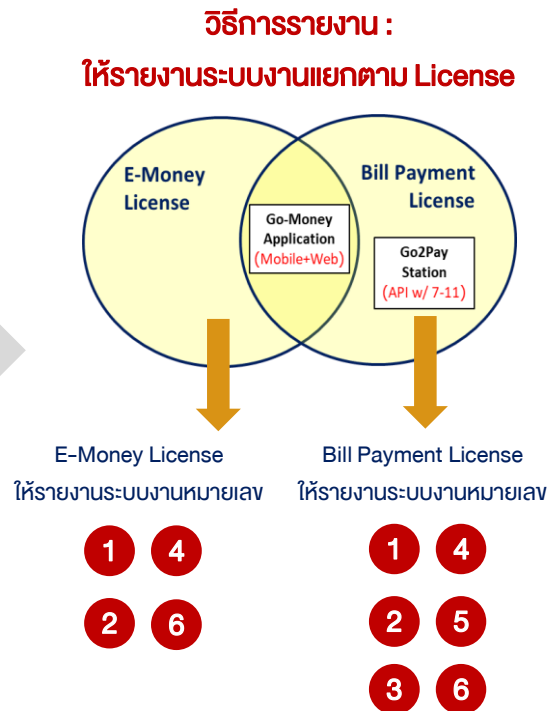 วิธีการรายงาน :
ให้รายงานระบบงานแยกตาม License
E-Money
License
Bill Payment
License
Go-Money
Application
(Mobile+Web)
Go2Pay
Station
(API w/ 7-11)
E-Money License
ให้รายงานระบบงานหมายเลข
1 4
2 6
Bill Payment License
ให้รายงานระบบงานหมายเลข
1 4
2 5
3 6